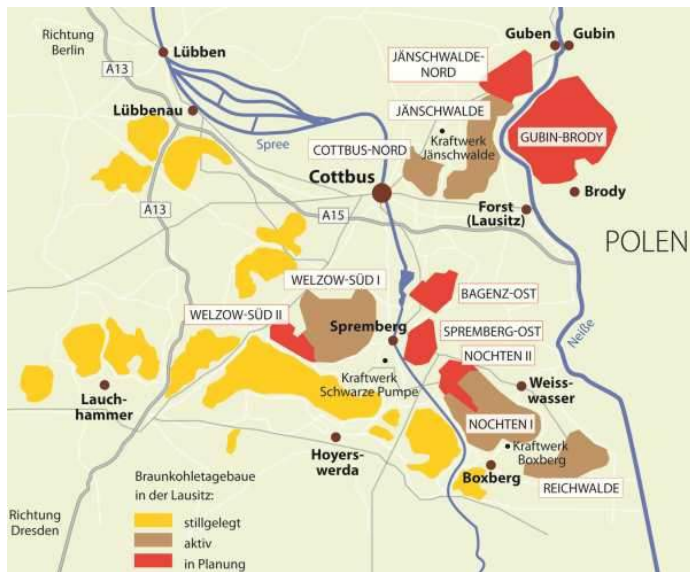 Richtung
Berlin
Lübben
A13
Lübbenau
Spree
Guben
Gubin
JÄNSCHWALDE-
NORD
JÄNSCHWALDE
Kraftwerk
Jänschwalde
GUBIN-BRODY
COTTBUS-NORD
Cottbus
Brody
Forst
(Lausitz)
A13
A15
POLEN
WELZOW-SÜD I
WELZOW-SÜD II
BAGENZ-OST
Spremberg
SPREMBERG-OST
Neiße
NOCHTEN II
Kraftwerk
Schwarze Pumpe
Weiss-
wasser
Lauch-
hammer
NOCHTEN I
Hoyers-
werda
Kraftwerk
Boxberg
Boxberg
REICHWALDE
Braunkohletagebaue
in der Lausitz:
Richtung
Dresden
stillgelegt
aktiv
in Planung